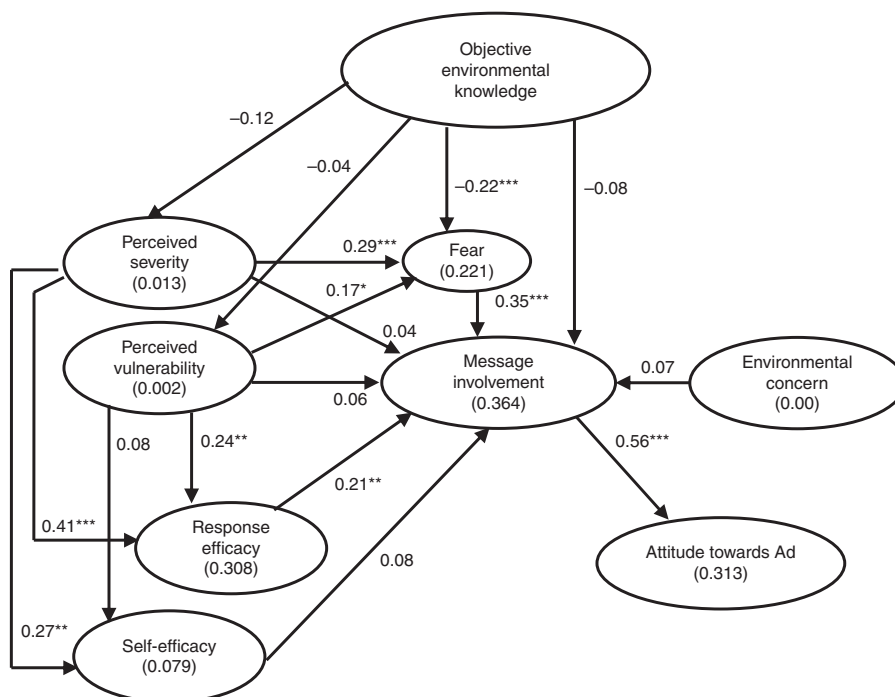 Objective
environmental
knowledge
–0.12
–0.04
–0.22***
–0.08
Perceived
severity
(0.013)
0.29***
Fear
(0.221)
0.17*
0.35***
0.04
Perceived
vulnerability
(0.002)
Message
involvement
(0.364)
0.07
Environmental
concern
(0.00)
0.06
0.08
0.24**
0.56***
0.21**
0.41***
Response
efficacy
(0.308)
0.08
Attitude towards Ad
(0.313)
0.27**
Self-efficacy
(0.079)